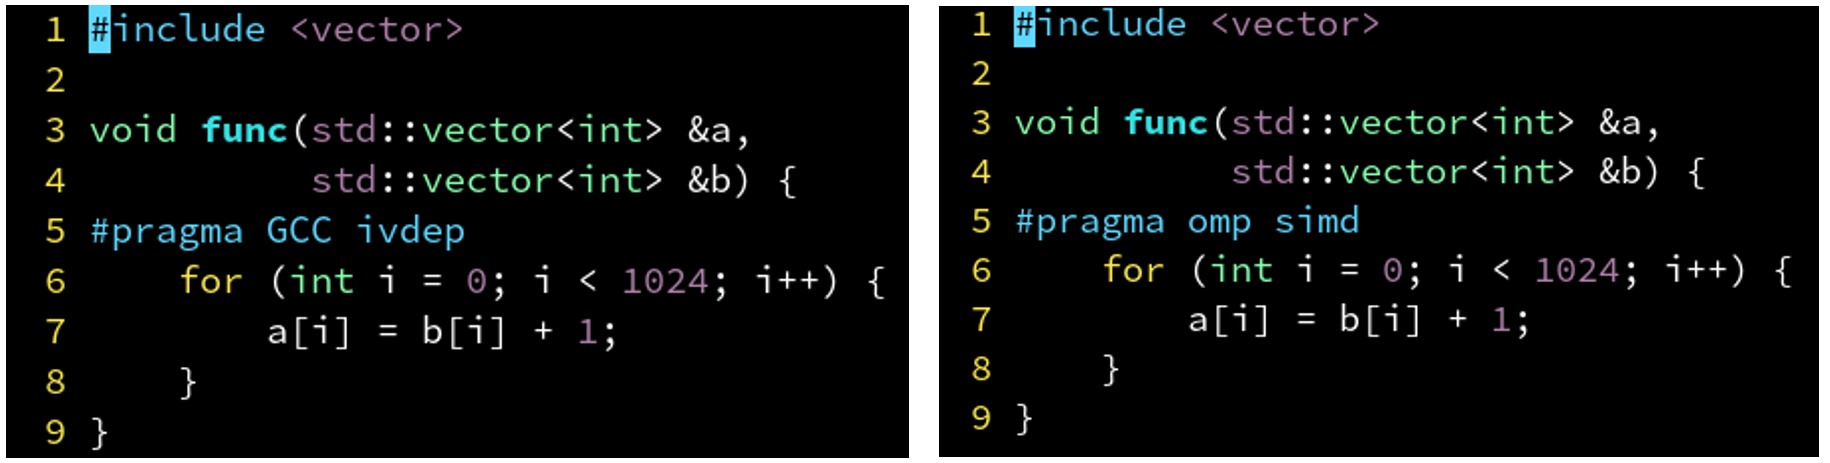 1 #include <vector>
2
3 void func(std::vector<int> &a,
4           std::vector<int> &b) {
5 #pragma GCC ivdep
6     for (int i = 0; i < 1024; i++) {
7         a[i] = b[i] + 1;
8     }
9 }
1 #include <vector>
2
3 void func(std::vector<int> &a,
4           std::vector<int> &b) {
5 #pragma omp simd
6     for (int i = 0; i < 1024; i++) {
7         a[i] = b[i] + 1;
8     }
9 }